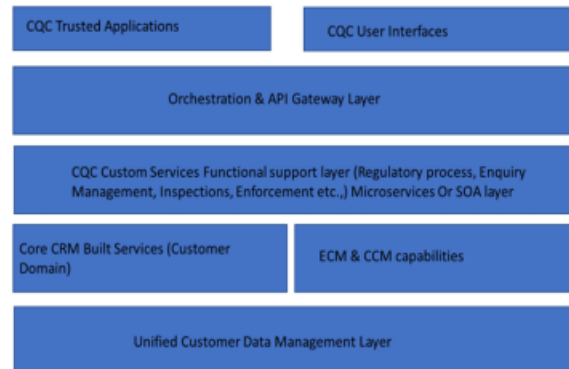 CQC Trusted Applications
CQC User Interfaces
Orchestration & API Gateway Layer
CQC Custom Services Functional support layer (Regulatory process, Enquiry
Management, Inspections, Enforcement etc.,) Microservices Or SOA layer
Core CRM Built Services (Customer
Domain)
ECM & CCM capabilities
Unified Customer Data Management Layer